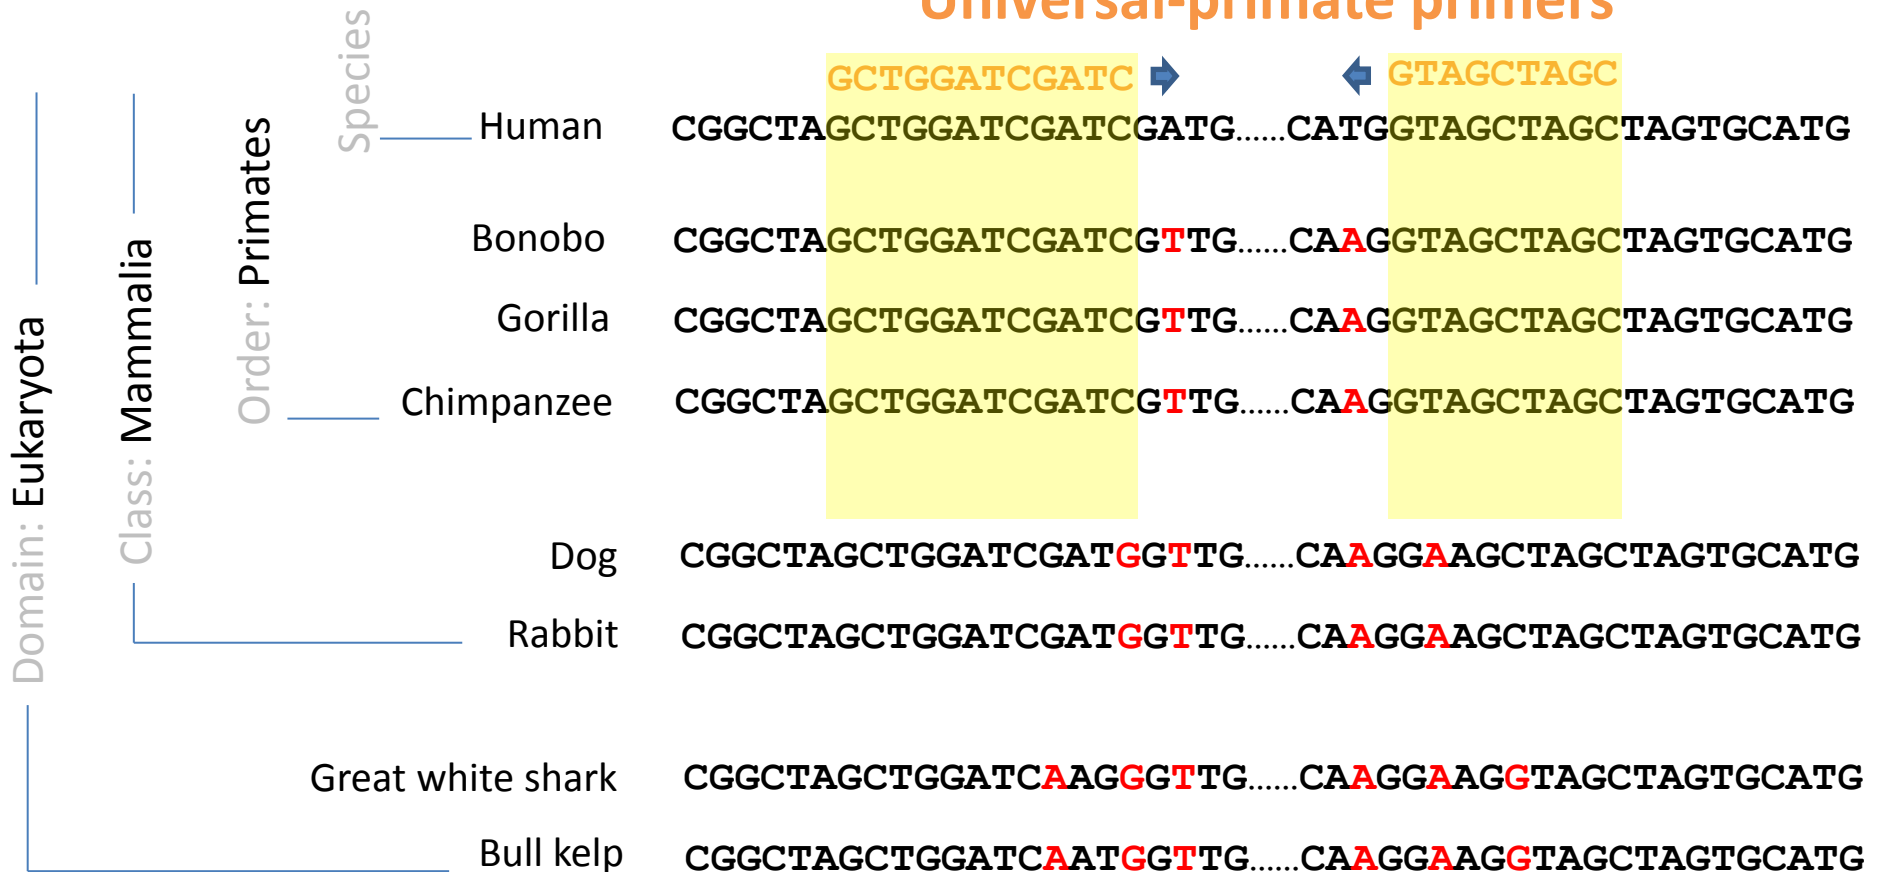 Universal-primate primers
GCTGGATCGATC GTAGCTAGC
Species
Human CGGCTAGCTGGATCGATCGATG......CATGGTAGCTAGCTAGTGCATG
Order: Primates
Bonobo CGGCTAGCTGGATCGATCGTTG......CAAGGTAGCTAGCTAGTGCATG
Gorilla CGGCTAGCTGGATCGATCGTTG......CAAGGTAGCTAGCTAGTGCATG
Chimpanzee CGGCTAGCTGGATCGATCGTTG......CAAGGTAGCTAGCTAGTGCATG
Class: Mammalia
Dog CGGCTAGCTGGATCGATGGTTG......CAAGGAAGCTAGCTAGTGCATG
Rabbit CGGCTAGCTGGATCGATGGTTG......CAAGGAAGCTAGCTAGTGCATG
Domain: Eukaryota
Great white shark CGGCTAGCTGGATCAAGGGTTG......CAAGGAAGGTAGCTAGTGCATG
Bull kelp CGGCTAGCTGGATCAATGGTTG......CAAGGAAGGTAGCTAGTGCATG